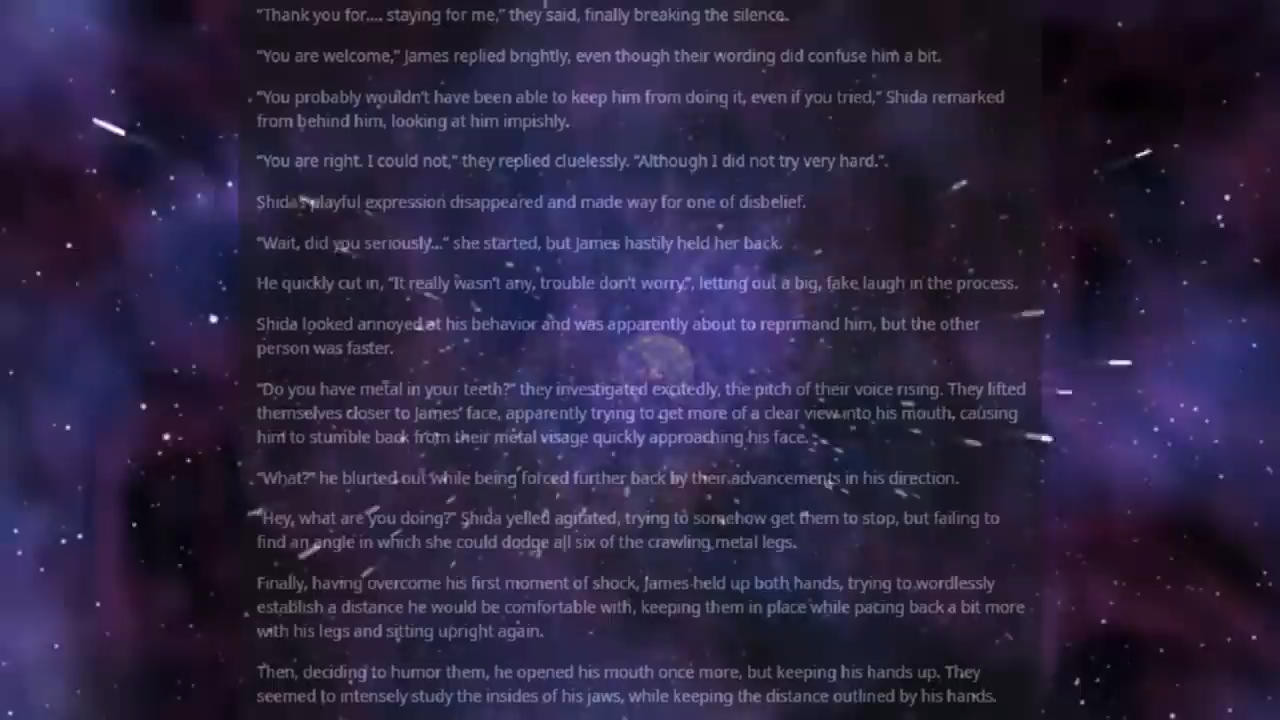 “Thank you for.... staying for me,” they said, finally breaking the silence.
“You are welcome,” James replied brightly, even though their wording did confuse him a bit.
“You probably wouldn’t have been able to keep him from doing it, even if you tried,” Shida remarked
from behind him, looking at him impishly.
“You are right. I could not,” they replied cluelessly. “Although I did not try very hard.”.
Shida’s playful expression disappeared and made way for one of disbelief.
“Wait, did you seriously...” she started, but James hastily held her back.
He quickly cut in, “It really wasn’t any, trouble don’t worry.”, letting out a big, fake laugh in the process.
Shida looked annoyed at his behavior and was apparently about to reprimand him, but the other
person was faster.
“Do you have metal in your teeth?” they investigated excitedly, the pitch of their voice rising. They lifted
themselves closer to James’ face, apparently trying to get more of a clear view into his mouth, causing
him to stumble back from their metal visage quickly approaching his face.
“What?” he blurted out while being forced further back by their advancements in his direction.
“Hey, what are you doing?” Shida yelled agitated, trying to somehow get them to stop, but failing to
find an angle in which she could dodge all six of the crawling metal legs.
Finally, having overcome his first moment of shock, James held up both hands, trying to wordlessly
establish a distance he would be comfortable with, keeping them in place while pacing back a bit more
with his legs and sitting upright again.
Then, deciding to humor them, he opened his mouth once more, but keeping his hands up. They
seemed to intensely study the insides of his jaws, while keeping the distance outlined by his hands.